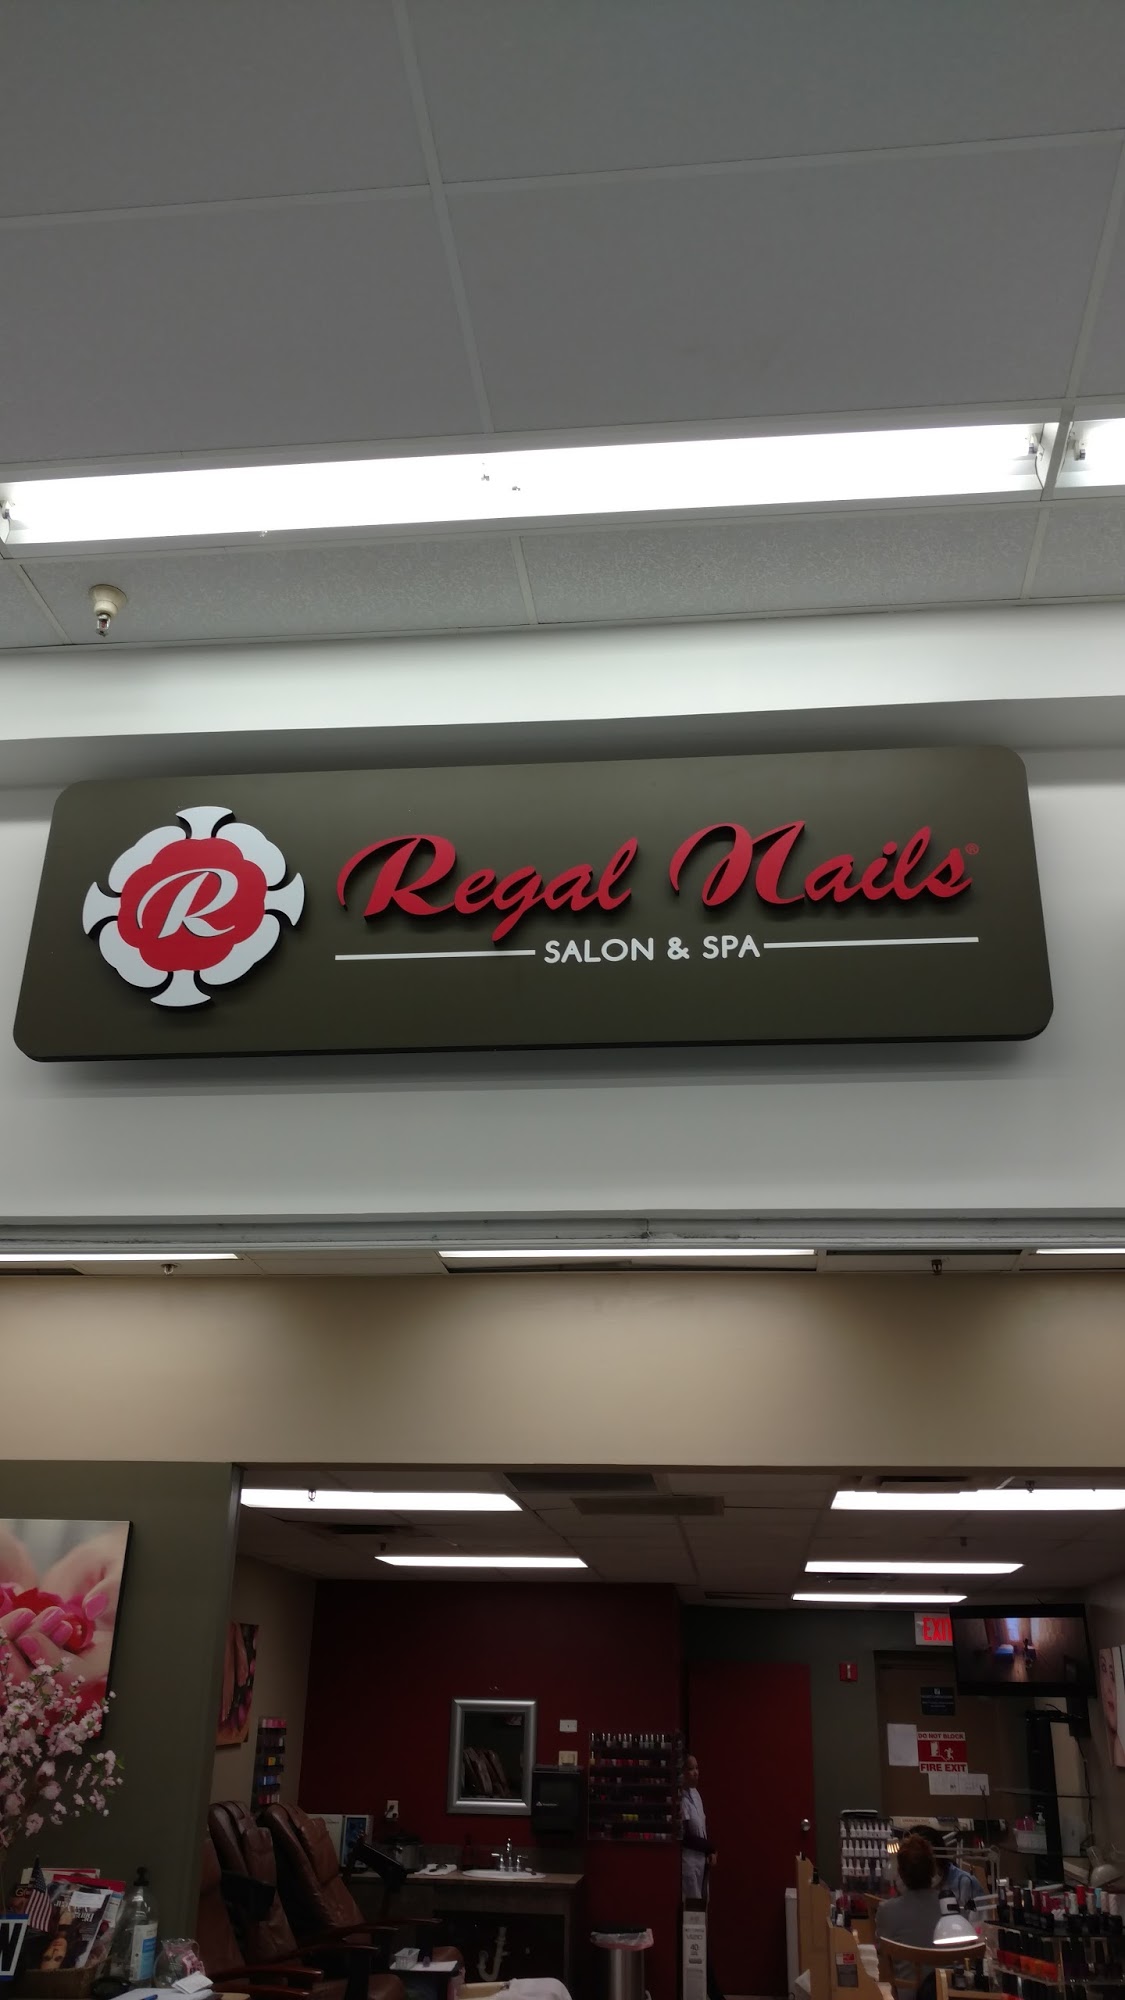 R
Regal Nails®
SALON & SPA
EXIT
DO NOT BLOCK
FIRE EXIT